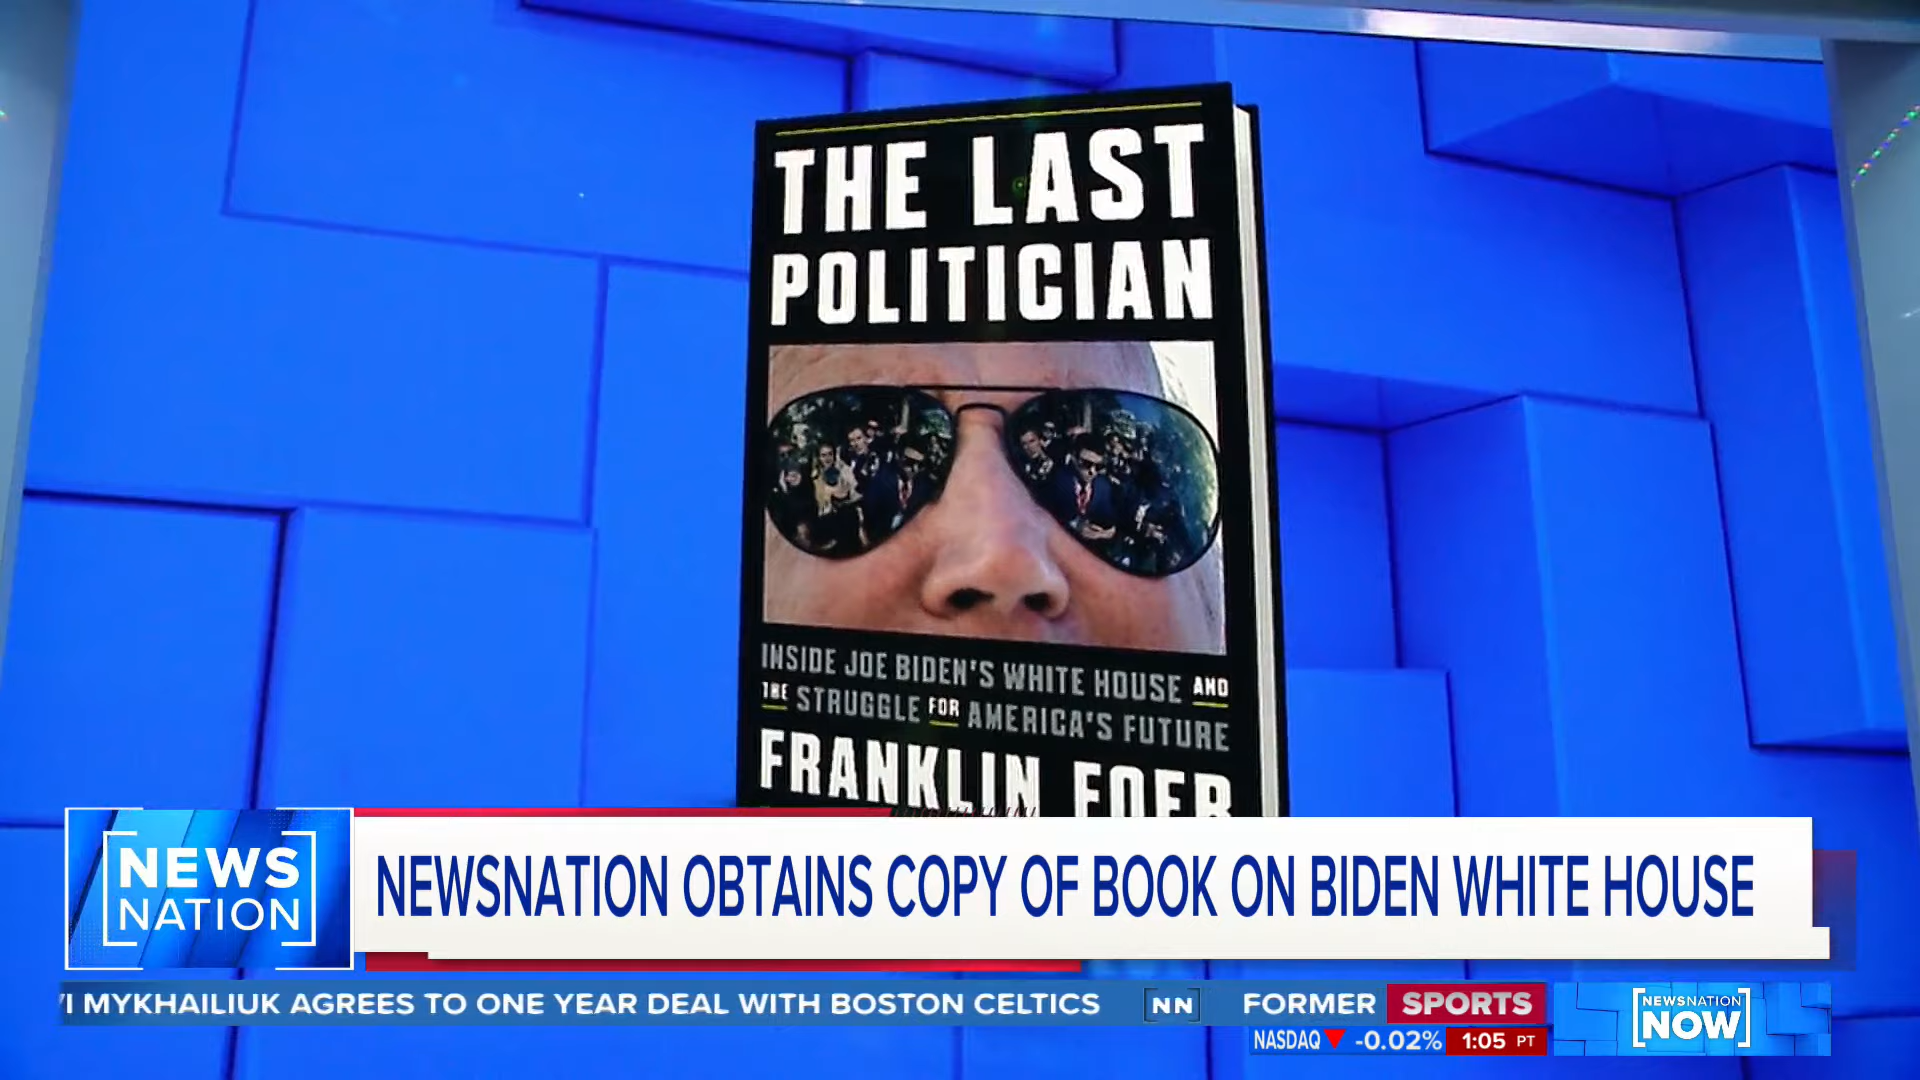 THE LAST
POLITICIAN
INSIDE JOE BIDEN'S WHITE HOUSE AND
THE STRUGGLE FOR AMERICA'S FUTURE
FRANKLIN FOER
NEWS
NATION
NEWSNATION OBTAINS COPY OF BOOK ON BIDEN WHITE HOUSE
MYKHAILIUK AGREES TO ONE YEAR DEAL WITH BOSTON CELTICS NN FORMER SPORTS
NEWSNATION
NOW
NASDAQ ▼ -0.02% 1:05 PT